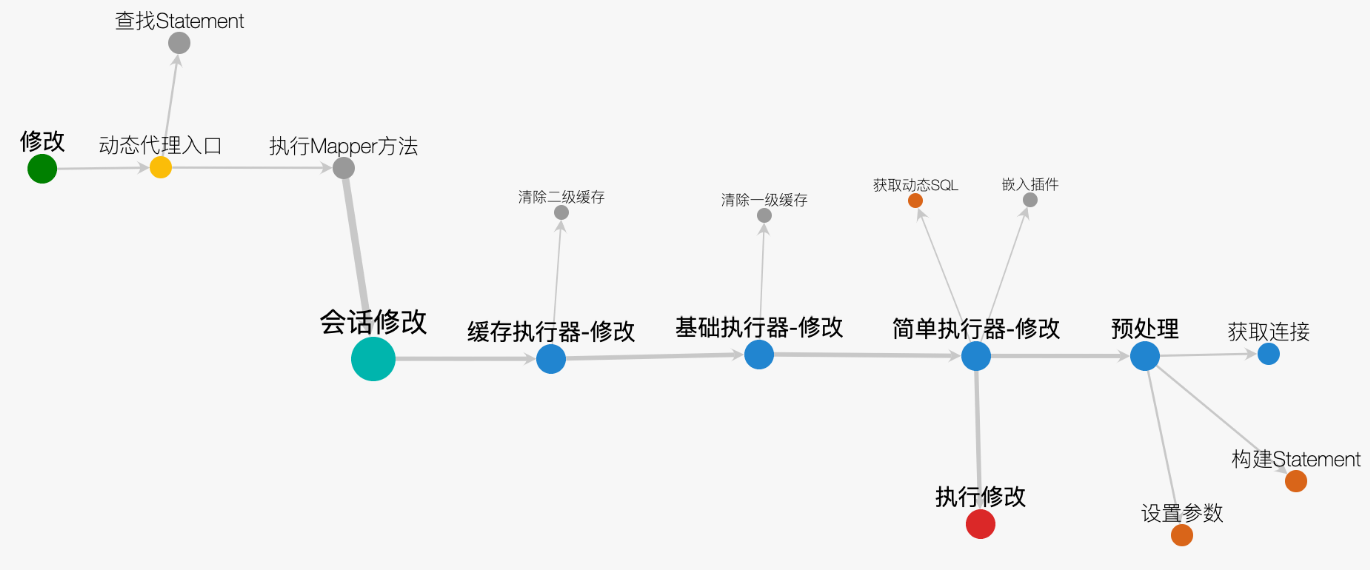 查找Statement
修改
动态代理入口
执行Mapper方法
清除二级缓存
清除一级缓存
获取动态SQL
嵌入插件
会话修改
缓存执行器-修改
基础执行器-修改
简单执行器-修改
预处理
获取连接
构建Statement
执行修改
设置参数